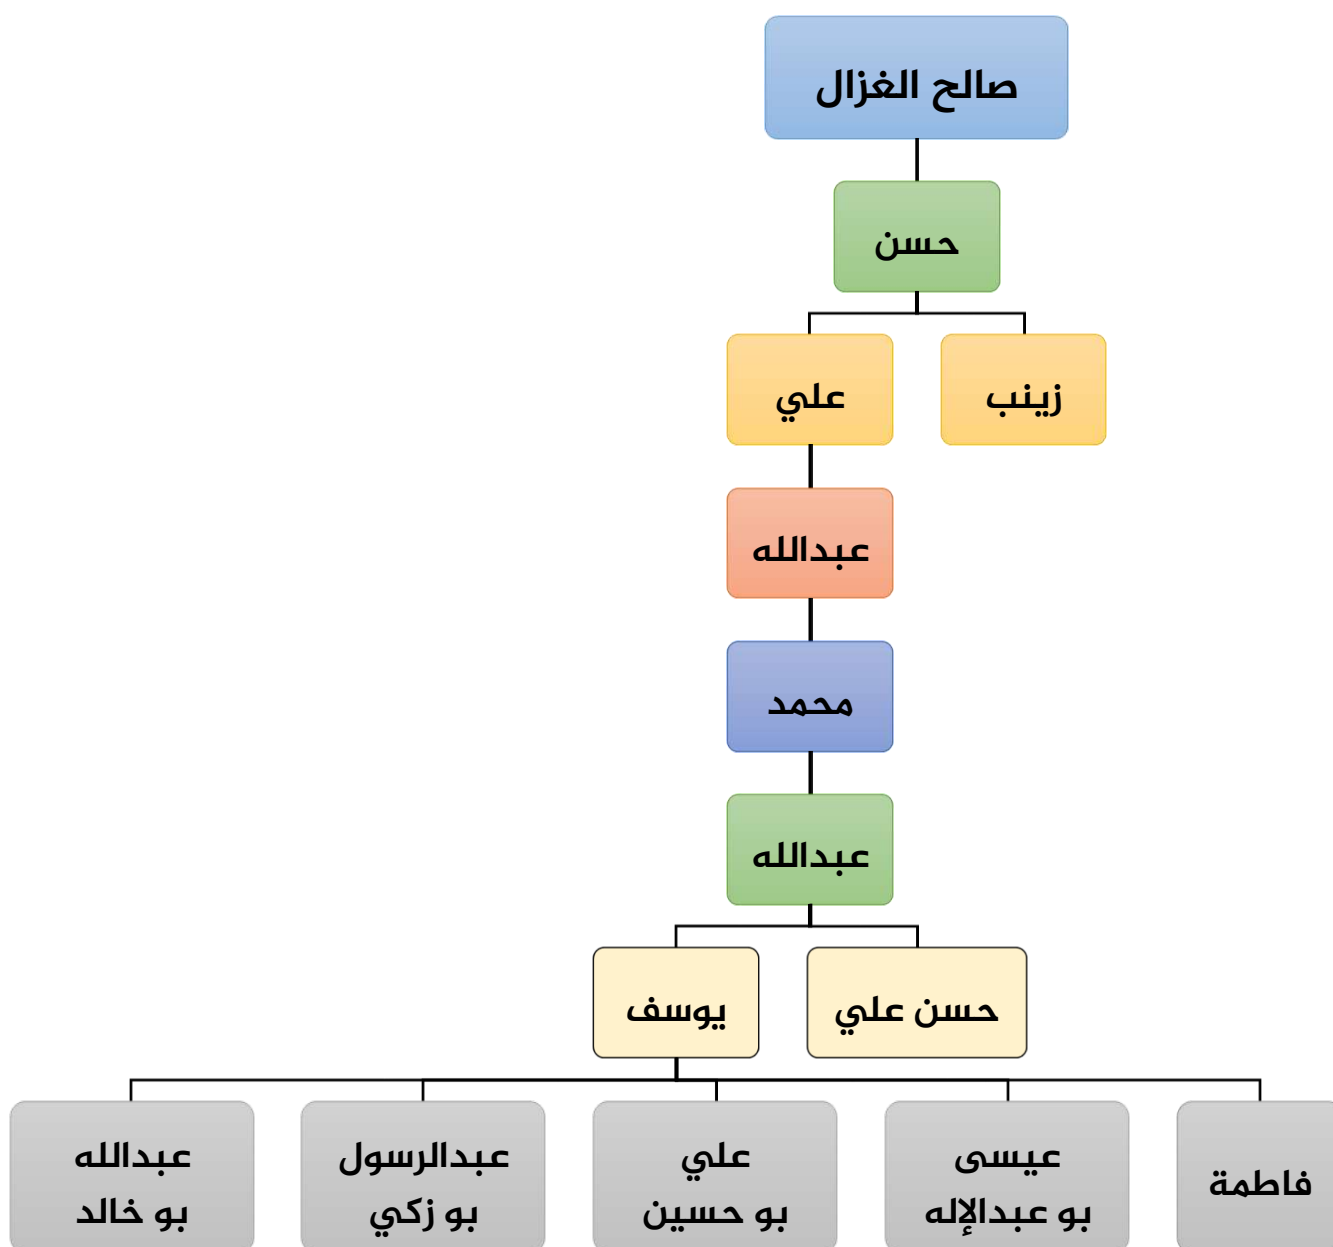 صالح الغزال
حسن
زينب
علي
عبدالله
محمد
عبدالله
حسن علي
يوسف
فاطمة
عيسى
بو عبدالإله
علي
بو حسين
عبدالرسول
بو زكي
عبدالله
بو خالد